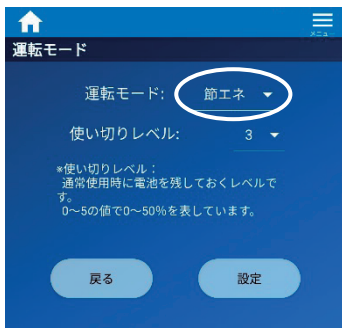 メニュー
運転モード
運転モード: 節エネ
使い切りレベル: 3
*使い切りレベル:
通常使用時に電池を残しておくレベルで
す。
0～5の値で0～50%を表しています。
戻る 設定